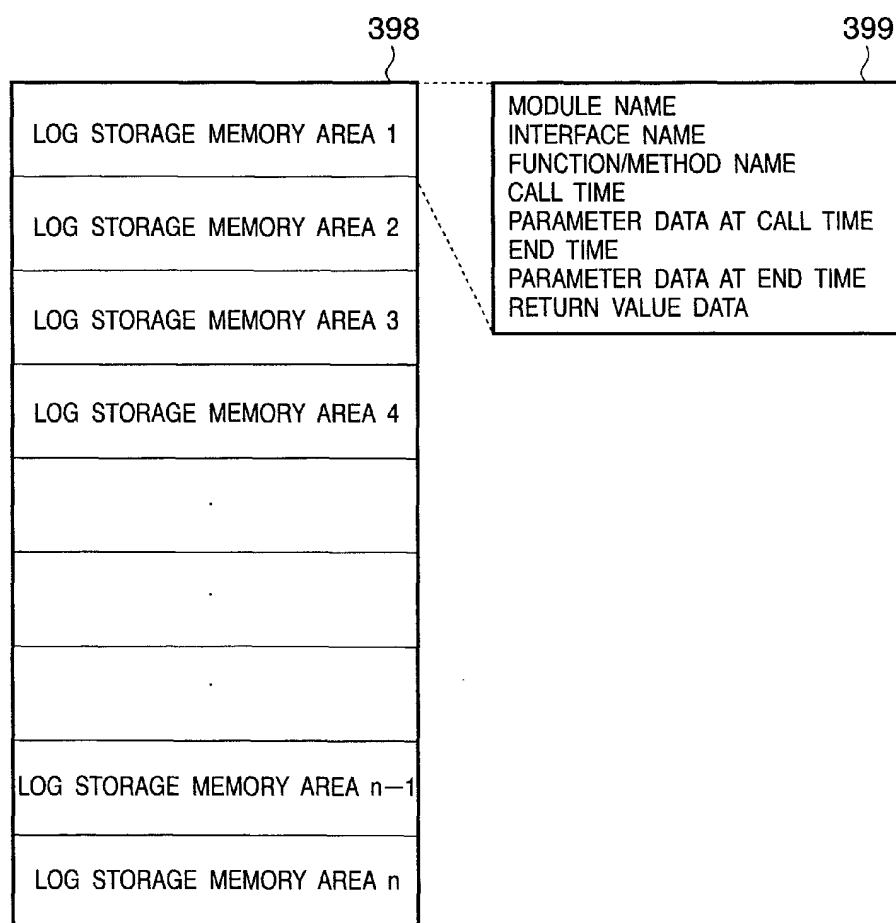 398
399
LOG STORAGE MEMORY AREA 1
LOG STORAGE MEMORY AREA 2
LOG STORAGE MEMORY AREA 3
LOG STORAGE MEMORY AREA 4
.
.
.
LOG STORAGE MEMORY AREA n−1
LOG STORAGE MEMORY AREA n
MODULE NAME
INTERFACE NAME
FUNCTION/METHOD NAME
CALL TIME
PARAMETER DATA AT CALL TIME
END TIME
PARAMETER DATA AT END TIME
RETURN VALUE DATA